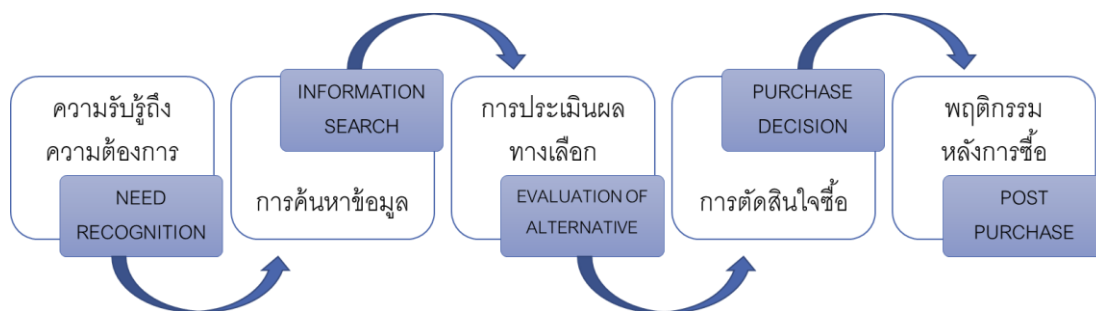 ความรับรู้ถึง
ความต้องการ
NEED
RECOGNITION
INFORMATION
SEARCH
การค้นหาข้อมูล
การประเมินผล
ทางเลือก
EVALUATION OF
ALTERNATIVE
PURCHASE
DECISION
การตัดสินใจซื้อ
พฤติกรรม
หลังการซื้อ
POST
PURCHASE